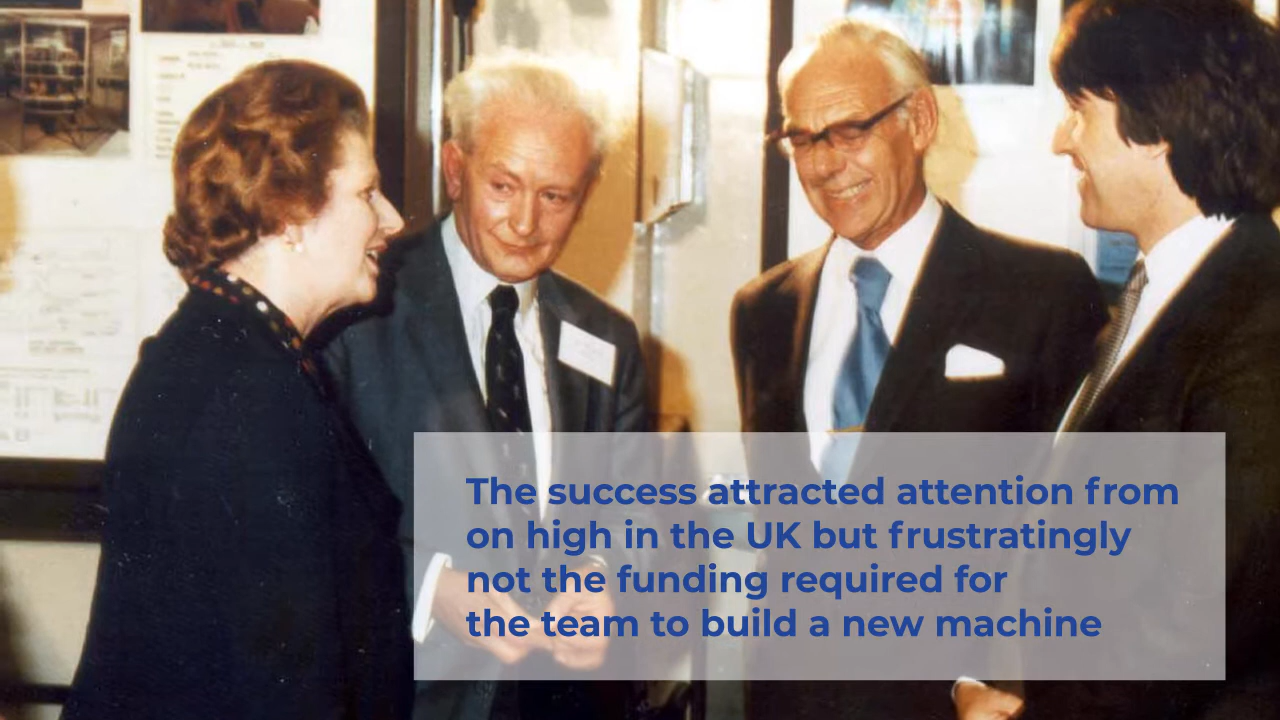 The success attracted attention from
on high in the UK but frustratingly
not the funding required for
the team to build a new machine